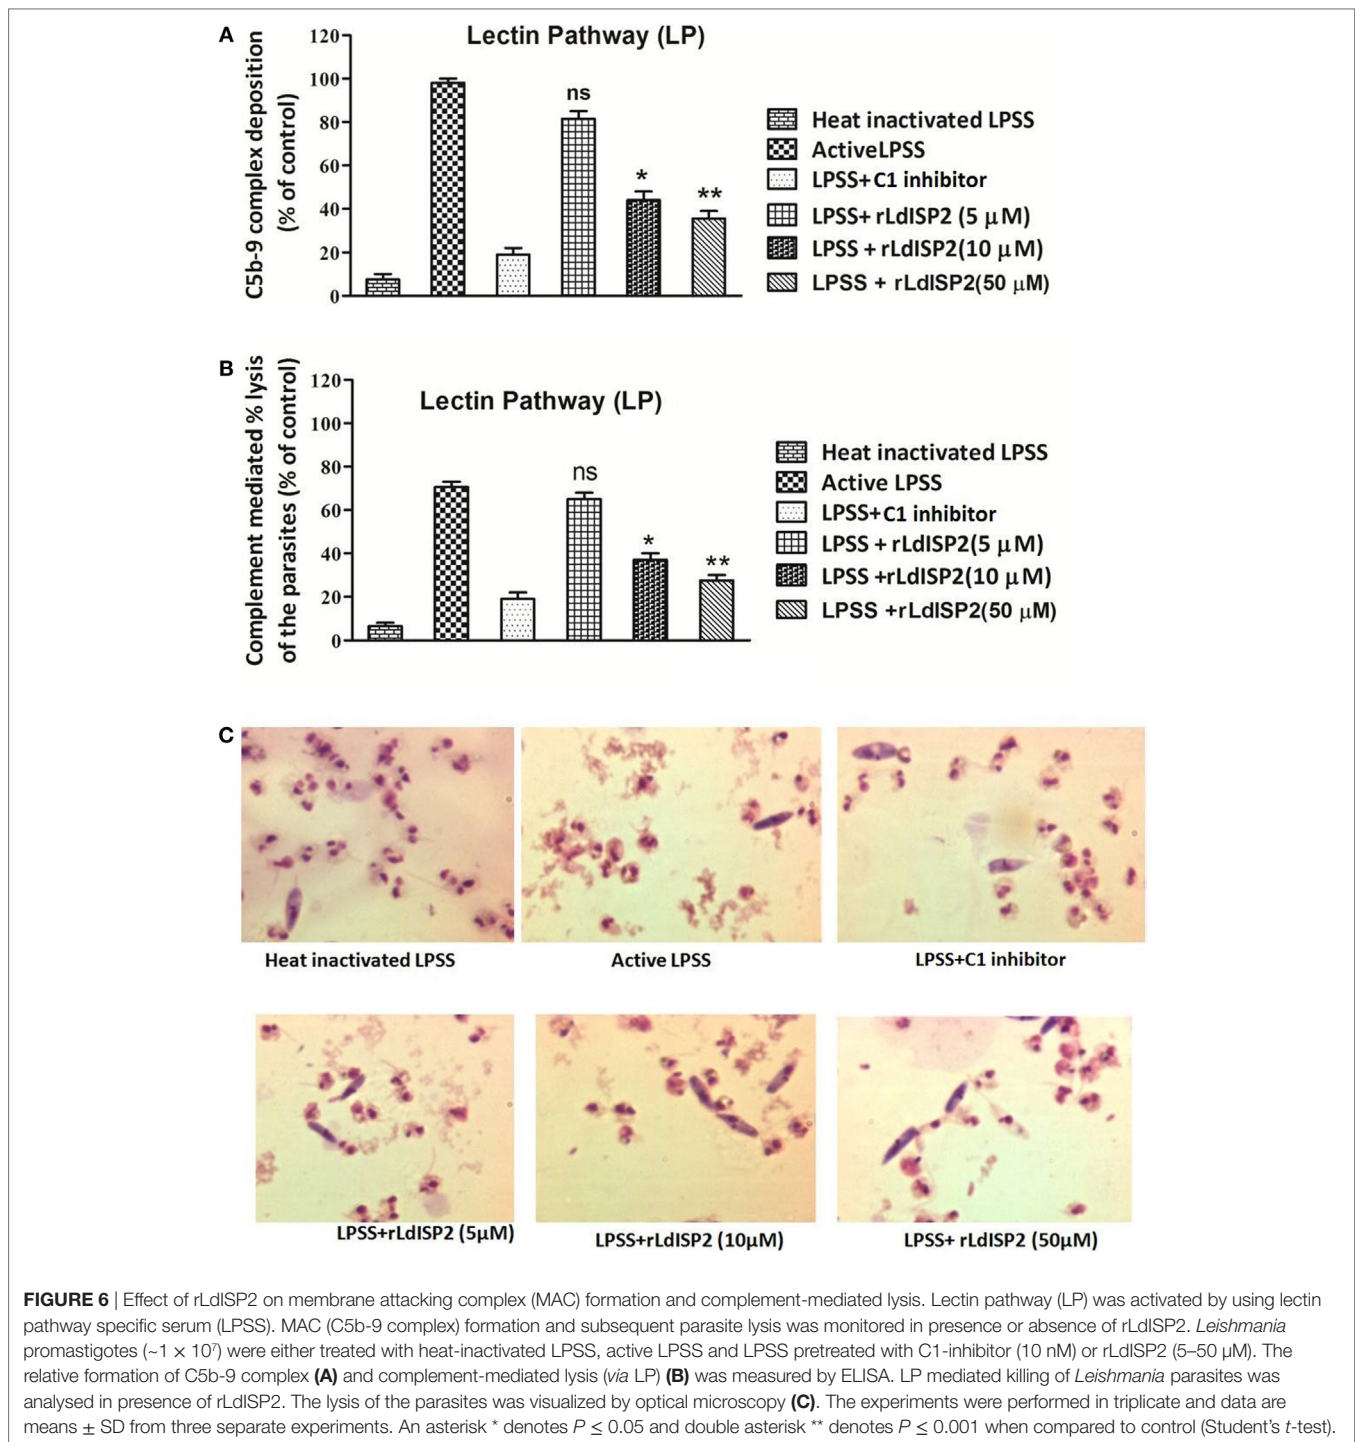 A
Lectin Pathway (LP)
C5b-9 complex deposition
(% of control)
120
100
80
60
40
20
0
ns
*
**
Heat inactivated LPSS
ActiveLPSS
LPSS+C1 inhibitor
LPSS+ rLdISP2 (5 μM)
LPSS + rLdISP2(10 μM)
LPSS + rLdISP2(50 μM)
B
Lectin Pathway (LP)
Complement mediated % lysis
of the parasites (% of control)
120
100
80
60
40
20
0
ns
*
**
Heat inactivated LPSS
Active LPSS
LPSS+C1 inhibitor
LPSS + rLdISP2(5 μM)
LPSS +rLdISP2(10 μM)
LPSS +rLdISP2(50 μM)
C
Heat inactivated LPSS
Active LPSS
LPSS+C1 inhibitor
LPSS+rLdISP2 (5μM)
LPSS+rLdISP2 (10μM)
LPSS+ rLdISP2 (50μM)
FIGURE 6 | Effect of rLdISP2 on membrane attacking complex (MAC) formation and complement-mediated lysis. Lectin pathway (LP) was activated by using lectin
pathway specific serum (LPSS). MAC (C5b-9 complex) formation and subsequent parasite lysis was monitored in presence or absence of rLdISP2. Leishmania
promastigotes (~1 × 10⁷) were either treated with heat-inactivated LPSS, active LPSS and LPSS pretreated with C1-inhibitor (10 nM) or rLdISP2 (5–50 μM). The
relative formation of C5b-9 complex (A) and complement-mediated lysis (via LP) (B) was measured by ELISA. LP mediated killing of Leishmania parasites was
analysed in presence of rLdISP2. The lysis of the parasites was visualized by optical microscopy (C). The experiments were performed in triplicate and data are
means ± SD from three separate experiments. An asterisk * denotes P ≤ 0.05 and double asterisk ** denotes P ≤ 0.001 when compared to control (Student's t-test).